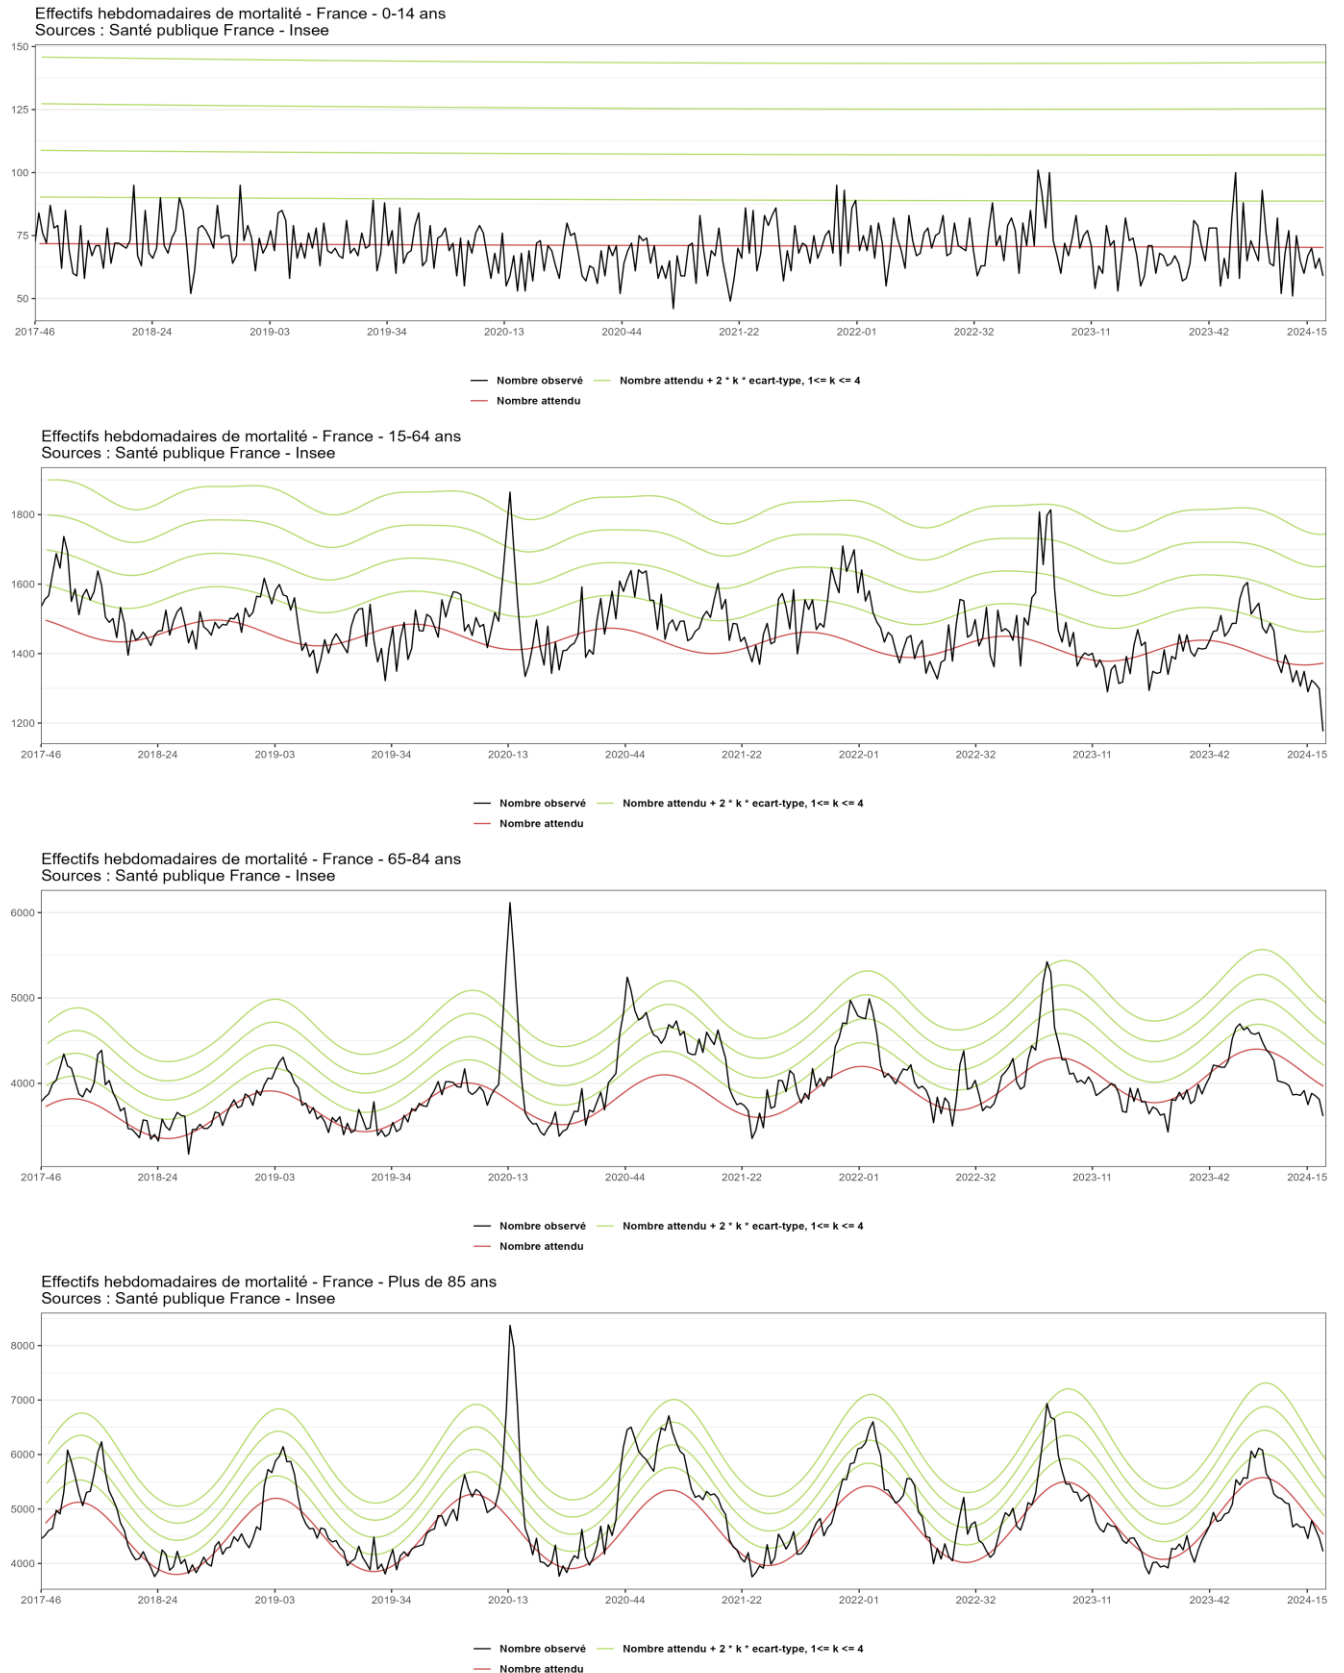 Effectifs hebdomadaires de mortalité - France - 0-14 ans
Sources : Santé publique France - Insee
150
125
100
75
50
2017-46 2018-24 2019-03 2019-34 2020-13 2020-44 2021-22 2022-01 2022-32 2023-11 2023-42 2024-15
Nombre observé Nombre attendu + 2 * k * ecart-type, 1<= k <= 4
Nombre attendu
Effectifs hebdomadaires de mortalité - France - 15-64 ans
Sources : Santé publique France - Insee
1800
1600
1400
1200
2017-46 2018-24 2019-03 2019-34 2020-13 2020-44 2021-22 2022-01 2022-32 2023-11 2023-42 2024-15
Nombre observé Nombre attendu + 2 * k * ecart-type, 1<= k <= 4
Nombre attendu
Effectifs hebdomadaires de mortalité - France - 65-84 ans
Sources : Santé publique France - Insee
6000
5000
4000
2017-46 2018-24 2019-03 2019-34 2020-13 2020-44 2021-22 2022-01 2022-32 2023-11 2023-42 2024-15
Nombre observé Nombre attendu + 2 * k * ecart-type, 1<= k <= 4
Nombre attendu
Effectifs hebdomadaires de mortalité - France - Plus de 85 ans
Sources : Santé publique France - Insee
8000
7000
6000
5000
4000
2017-46 2018-24 2019-03 2019-34 2020-13 2020-44 2021-22 2022-01 2022-32 2023-11 2023-42 2024-15
Nombre observé Nombre attendu + 2 * k * ecart-type, 1<= k <= 4
Nombre attendu